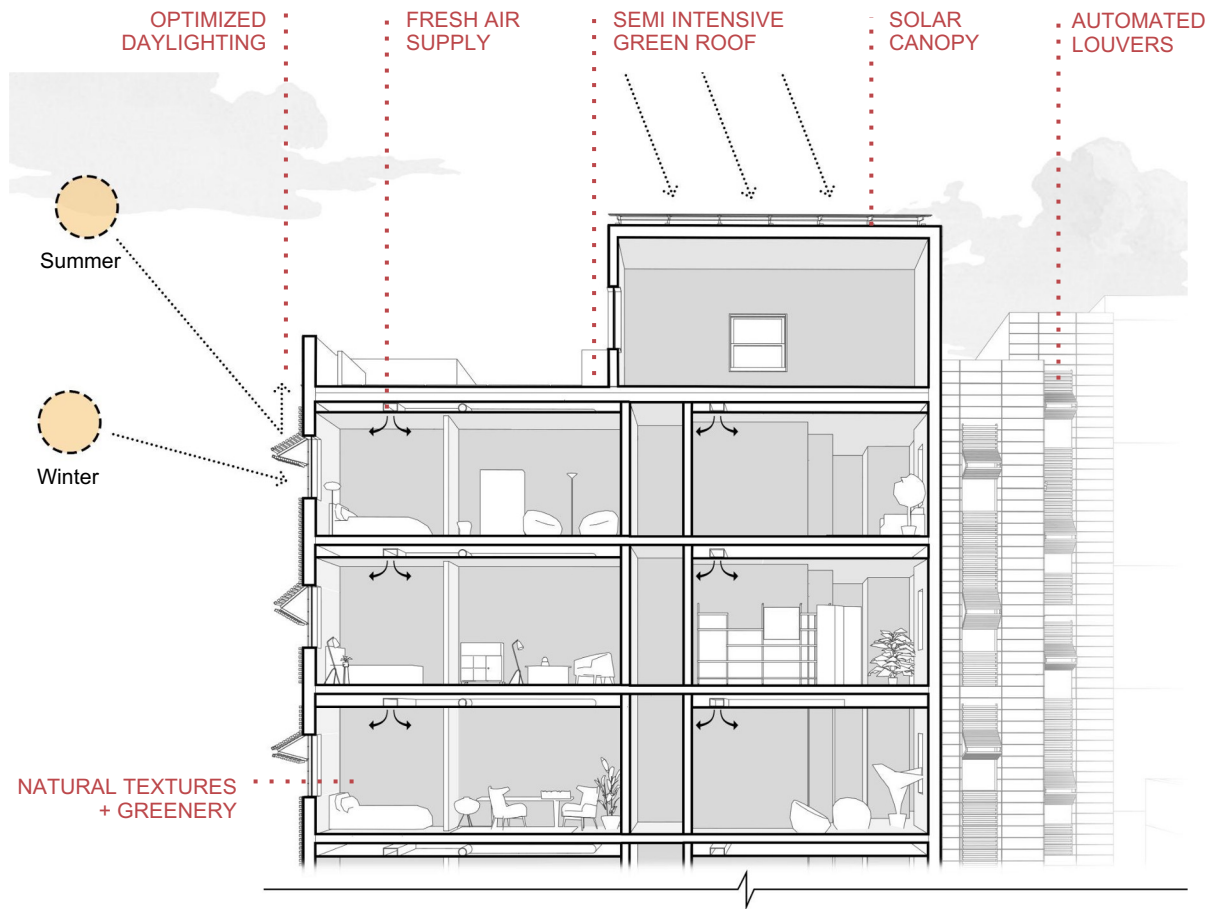 OPTIMIZED
DAYLIGHTING
FRESH AIR
SUPPLY
SEMI INTENSIVE
GREEN ROOF
SOLAR
CANOPY
AUTOMATED
LOUVERS
Summer
Winter
NATURAL TEXTURES
+ GREENERY